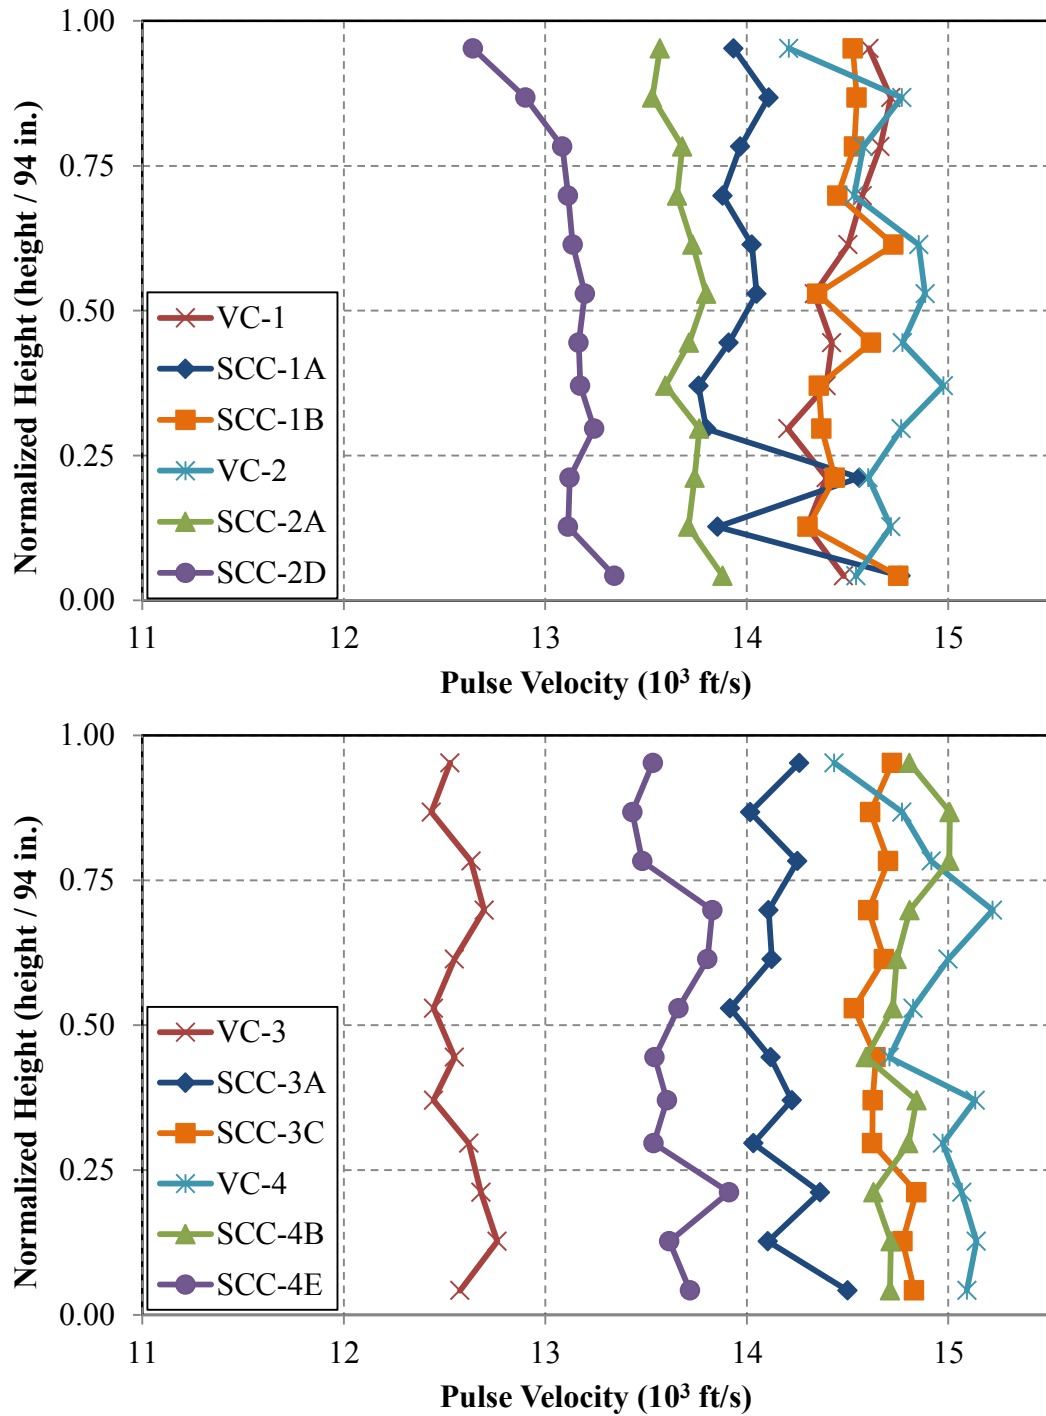 1.00
0.75
0.50
0.25
0.00
Normalized Height (height / 94 in.)
VC-1
SCC-1A
SCC-1B
VC-2
SCC-2A
SCC-2D
11 12 13 14 15
Pulse Velocity (10³ ft/s)
1.00
0.75
0.50
0.25
0.00
Normalized Height (height / 94 in.)
VC-3
SCC-3A
SCC-3C
VC-4
SCC-4B
SCC-4E
11 12 13 14 15
Pulse Velocity (10³ ft/s)